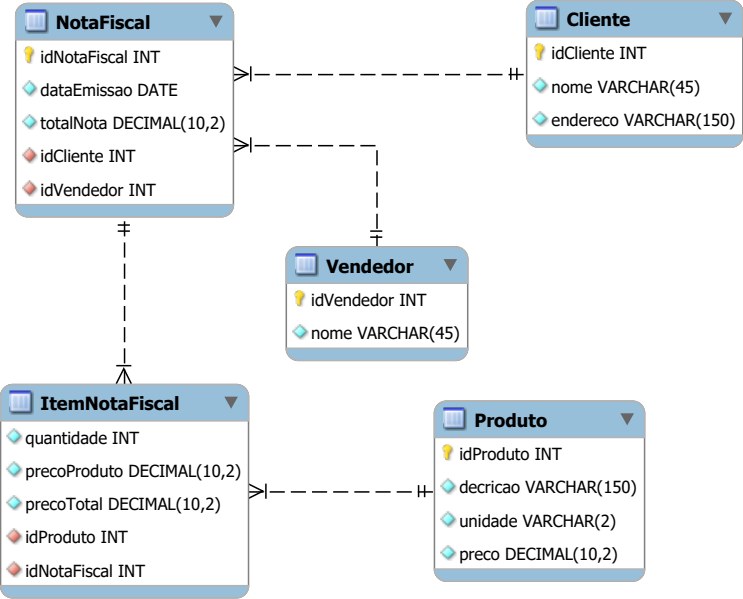 NotaFiscal
idNotaFiscal INT
dataEmissao DATE
totalNota DECIMAL(10,2)
idCliente INT
idVendedor INT
Cliente
idCliente INT
nome VARCHAR(45)
endereco VARCHAR(150)
Vendedor
idVendedor INT
nome VARCHAR(45)
ItemNotaFiscal
quantidade INT
precoProduto DECIMAL(10,2)
precoTotal DECIMAL(10,2)
idProduto INT
idNotaFiscal INT
Produto
idProduto INT
decricao VARCHAR(150)
unidade VARCHAR(2)
preco DECIMAL(10,2)